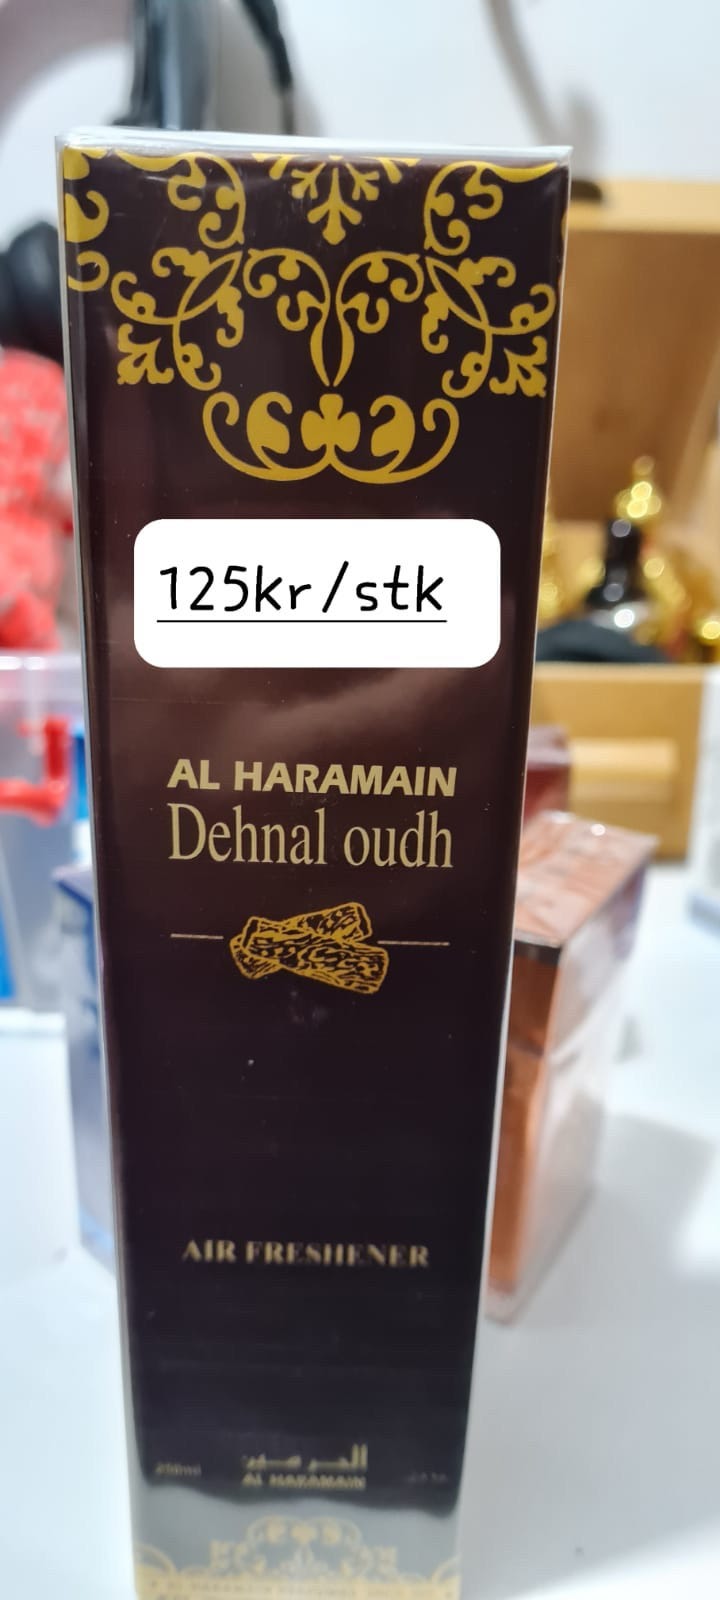 125kr/stk
AL HARAMAIN
Dehnal oudh
AIR FRESHENER
الحرمين
AL HARAMAIN